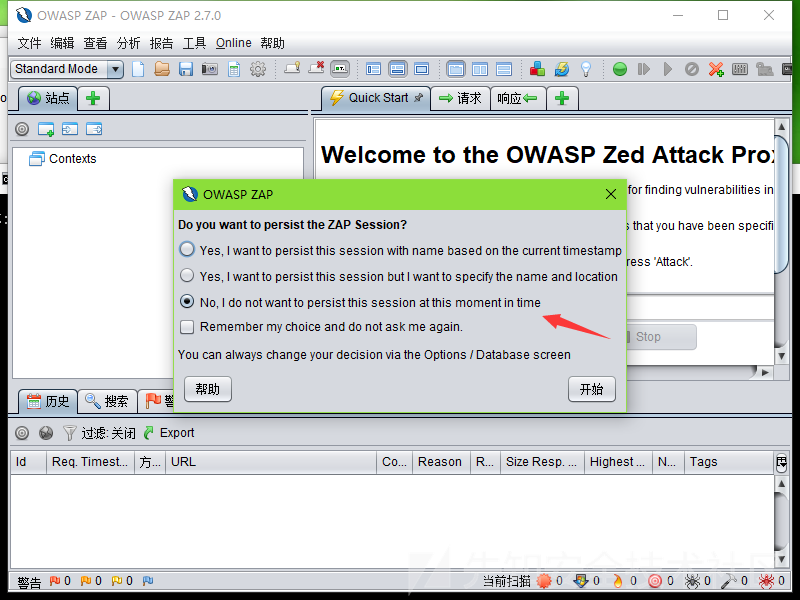 OWASP ZAP - OWASP ZAP 2.7.0
文件 编辑 查看 分析 报告 工具 Online 帮助
Standard Mode
站点
Quick Start 请求 响应
Contexts
Welcome to the OWASP Zed Attack Prox
for finding vulnerabilities in
s that you have been specifi
ress 'Attack'.
Stop
OWASP ZAP
Do you want to persist the ZAP Session?
Yes, I want to persist this session with name based on the current timestamp
Yes, I want to persist this session but I want to specify the name and location
No, I do not want to persist this session at this moment in time
Remember my choice and do not ask me again.
You can always change your decision via the Options / Database screen
帮助 开始
历史 搜索
过滤: 关闭 Export
Id Req. Timest... 方... URL Co... Reason R... Size Resp. ... Highest ... N... Tags
警告 0 0 0 当前扫描 0 0 0 0 0 0 0
先知安全技术社区